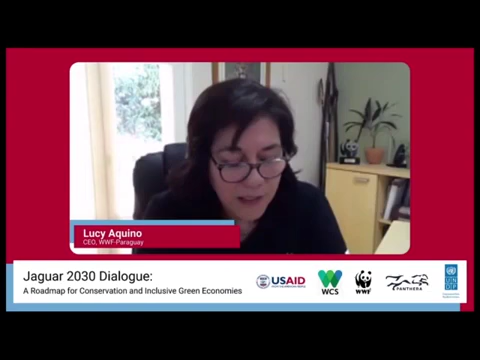 Lucy Aquino
CEO, WWF-Paraguay
Jaguar 2030 Dialogue:
A Roadmap for Conservation and Inclusive Green Economies
USAID
WCS
WWF
PANTHERA